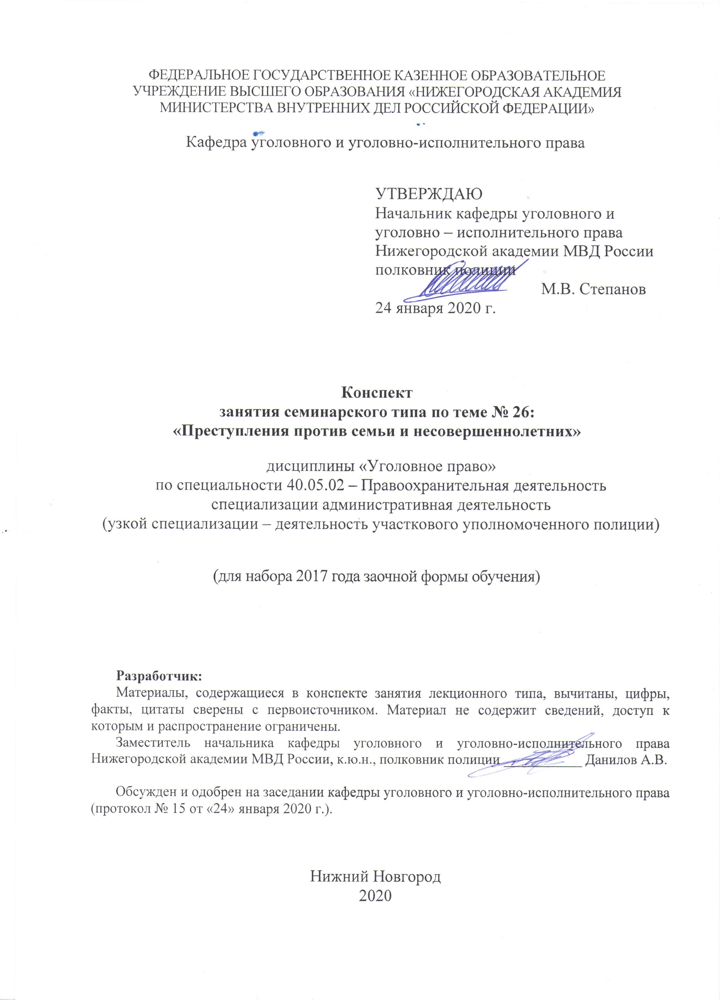 ФЕДЕРАЛЬНОЕ ГОСУДАРСТВЕННОЕ КАЗЕННОЕ ОБРАЗОВАТЕЛЬНОЕ
УЧРЕЖДЕНИЕ ВЫСШЕГО ОБРАЗОВАНИЯ «НИЖЕГОРОДСКАЯ АКАДЕМИЯ
МИНИСТЕРСТВА ВНУТРЕННИХ ДЕЛ РОССИЙСКОЙ ФЕДЕРАЦИИ»
Кафедра уголовного и уголовно-исполнительного права
УТВЕРЖДАЮ
Начальник кафедры уголовного и
уголовно – исполнительного права
Нижегородской академии МВД России
полковник полиции
М.В. Степанов
24 января 2020 г.
Конспект
занятия семинарского типа по теме № 26:
«Преступления против семьи и несовершеннолетних»
дисциплины «Уголовное право»
по специальности 40.05.02 – Правоохранительная деятельность
специализации административная деятельность
(узкой специализации – деятельность участкового уполномоченного полиции)
(для набора 2017 года заочной формы обучения)
Разработчик:
Материалы, содержащиеся в конспекте занятия лекционного типа, вычитаны, цифры,
факты, цитаты сверены с первоисточником. Материал не содержит сведений, доступ к
которым и распространение ограничены.
Заместитель начальника кафедры уголовного и уголовно-исполнительного права
Нижегородской академии МВД России, к.ю.н., полковник полиции ___________ Данилов А.В.
Обсужден и одобрен на заседании кафедры уголовного и уголовно-исполнительного права
(протокол № 15 от «24» января 2020 г.).
Нижний Новгород
2020